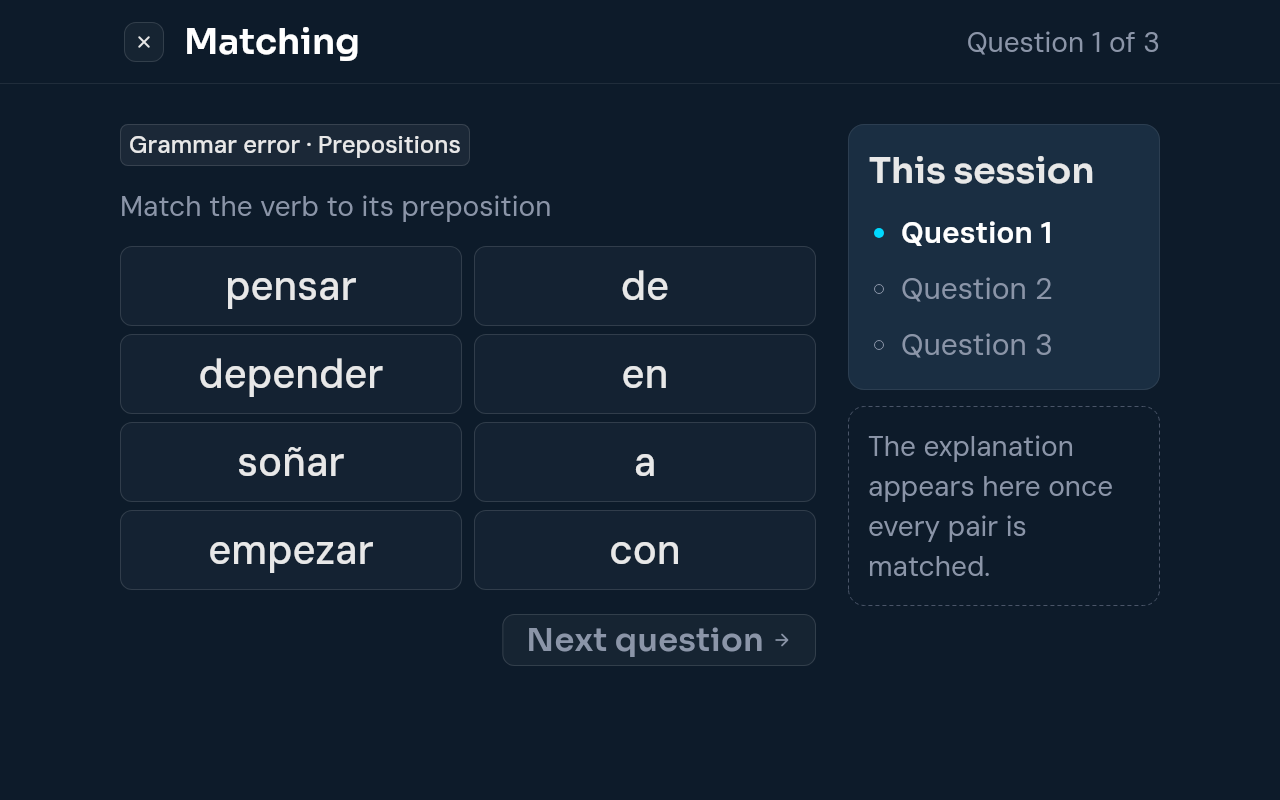 Matching
Question 1 of 3
Grammar error · Prepositions
Match the verb to its preposition
pensar
de
depender
en
soñar
a
empezar
con
Next question →
This session
Question 1
Question 2
Question 3
The explanation
appears here once
every pair is
matched.